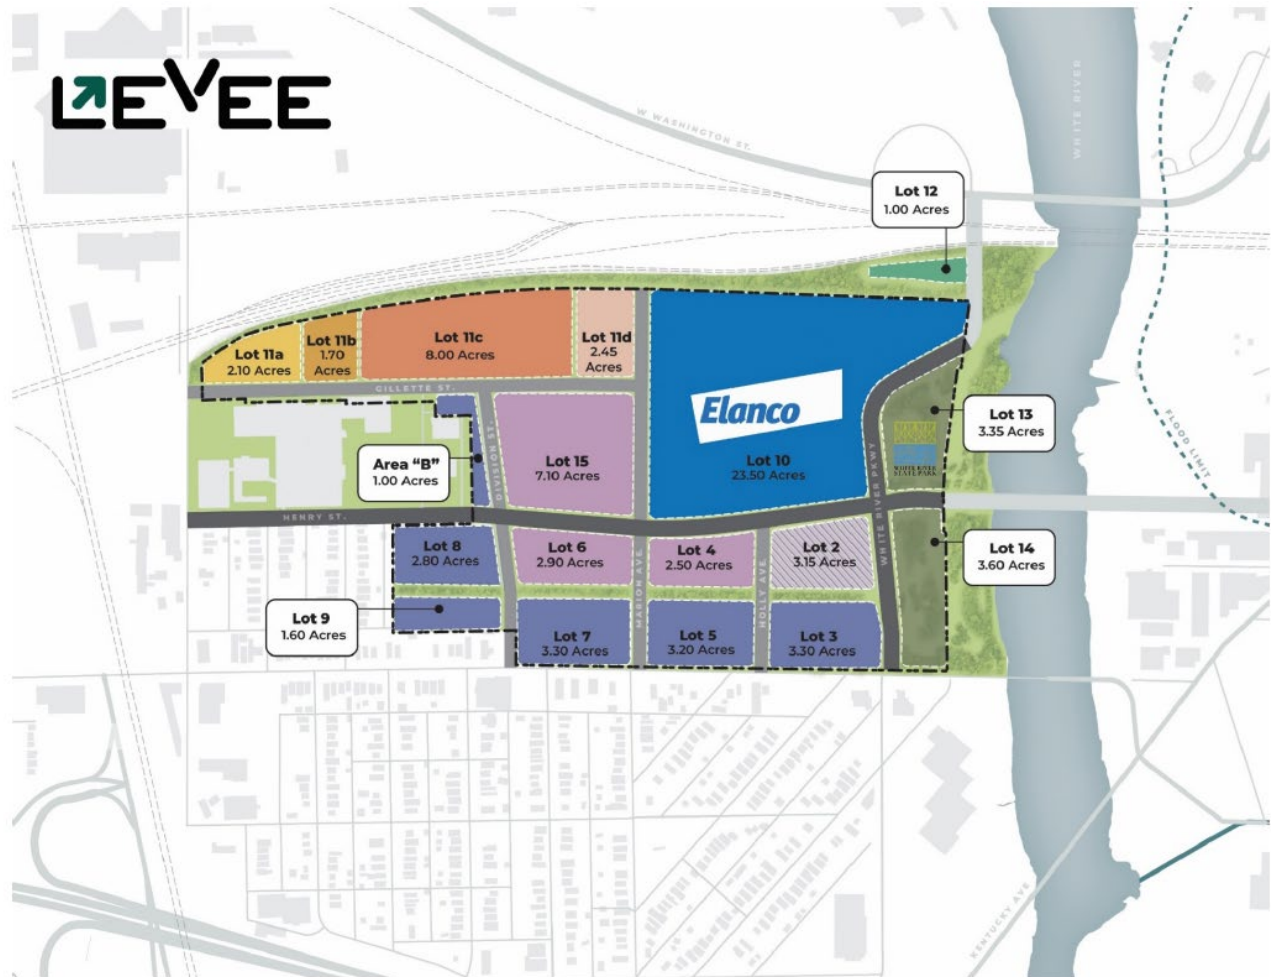 LEVEE
W WASHINGTON ST.
WHITE RIVER
Lot 12
1.00 Acres
Lot 11a
2.10 Acres
Lot 11b
1.70
Acres
Lot 11c
8.00 Acres
Lot 11d
2.45
Acres
GILLETTE ST.
Elanco
Lot 10
23.50 Acres
Lot 13
3.35 Acres
WHITE RIVER
STATE PARK
FLOOD LIMIT
Area “B”
1.00 Acres
DIVISION ST.
Lot 15
7.10 Acres
WHITE RIVER PKWY
HENRY ST.
Lot 8
2.80 Acres
Lot 6
2.90 Acres
MARION AVE.
Lot 4
2.50 Acres
HOLLY AVE.
Lot 2
3.15 Acres
Lot 14
3.60 Acres
Lot 9
1.60 Acres
Lot 7
3.30 Acres
Lot 5
3.20 Acres
Lot 3
3.30 Acres
KENTUCKY AVE